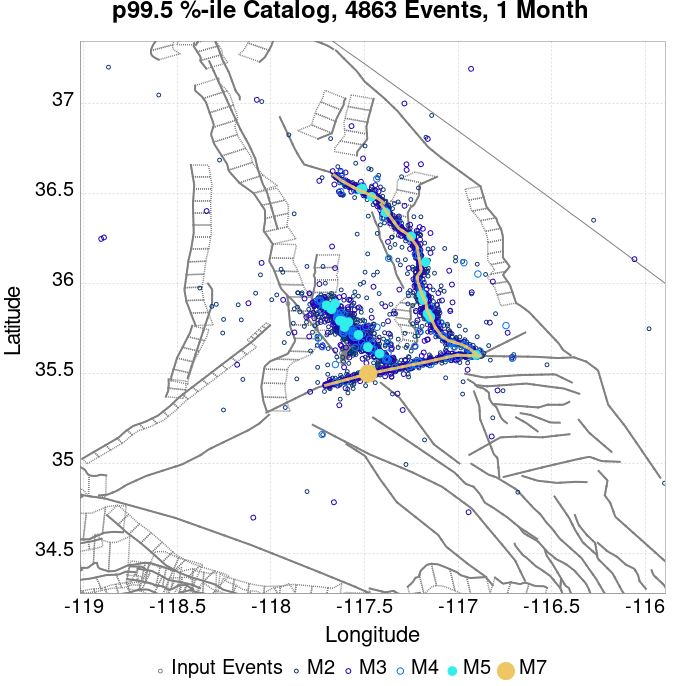 p99.5 %-ile Catalog, 4863 Events, 1 Month
37
36.5
36
35.5
35
34.5
Latitude
-119 -118.5 -118 -117.5 -117 -116.5 -116
Longitude
Input Events M2 M3 M4 M5 M7